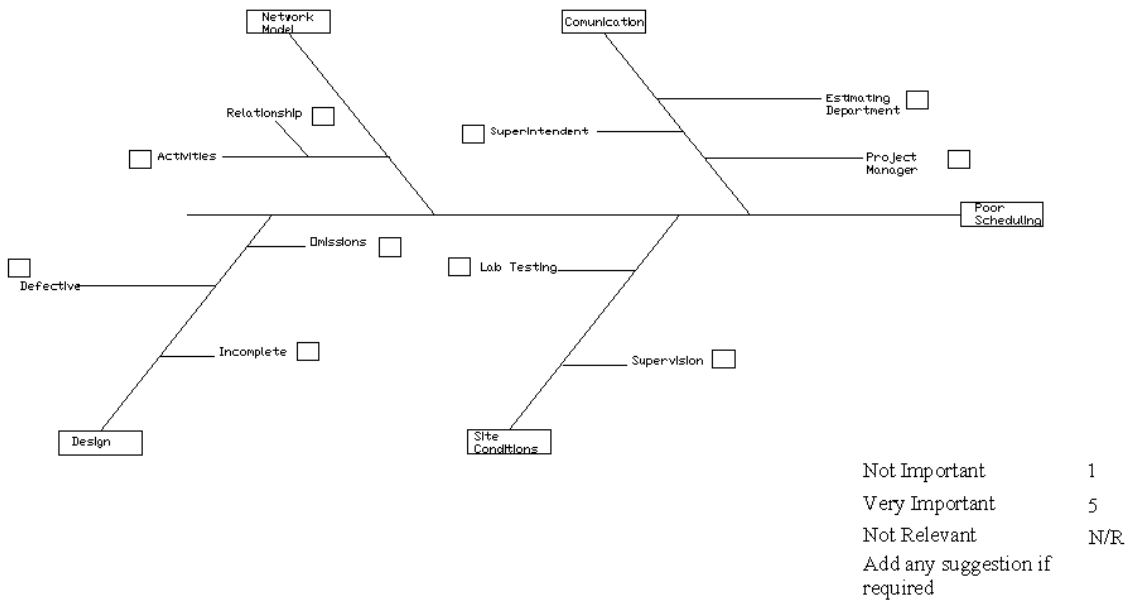 Network
Model
Comunication
Relationship
Estimating
Department
Superintendent
Activities
Project
Manager
Poor
Scheduling
Omissions
Lab Testing
Defective
Incomplete
Supervision
Design
Site
Conditions
Not Important 1
Very Important 5
Not Relevant N/R
Add any suggestion if
required